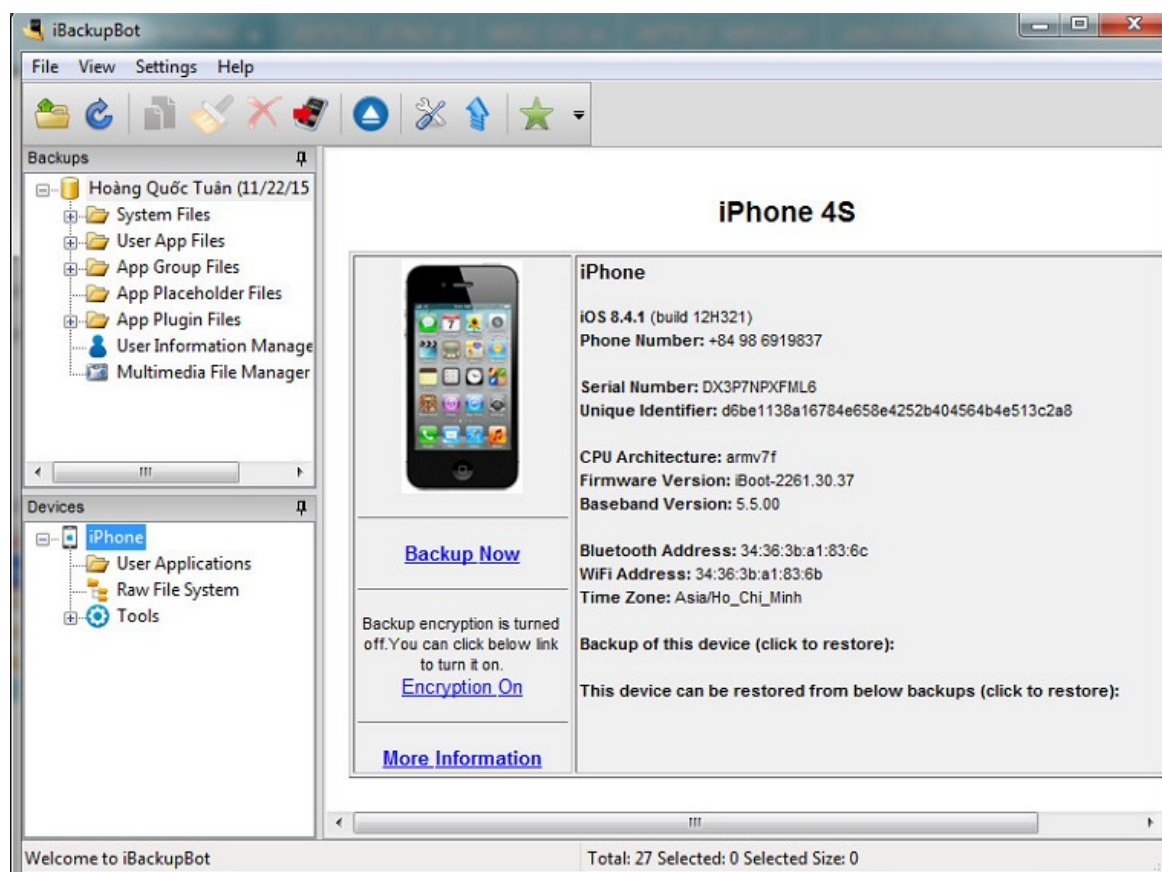 iBackupBot
File View Settings Help
Backups
Hoàng Quốc Tuân (11/22/15
System Files
User App Files
App Group Files
App Placeholder Files
App Plugin Files
User Information Manage
Multimedia File Manager
Devices
iPhone
User Applications
Raw File System
Tools
iPhone 4S
Backup Now
Backup encryption is turned
off.You can click below link
to turn it on.
Encryption On
More Information
iPhone
iOS 8.4.1 (build 12H321)
Phone Number: +84 98 6919837
Serial Number: DX3P7NPXFML6
Unique Identifier: d6be1138a16784e658e4252b404564b4e513c2a8
CPU Architecture: armv7f
Firmware Version: iBoot-2261.30.37
Baseband Version: 5.5.00
Bluetooth Address: 34:36:3b:a1:83:6c
WiFi Address: 34:36:3b:a1:83:6b
Time Zone: Asia/Ho_Chi_Minh
Backup of this device (click to restore):
This device can be restored from below backups (click to restore):
Welcome to iBackupBot
Total: 27 Selected: 0 Selected Size: 0